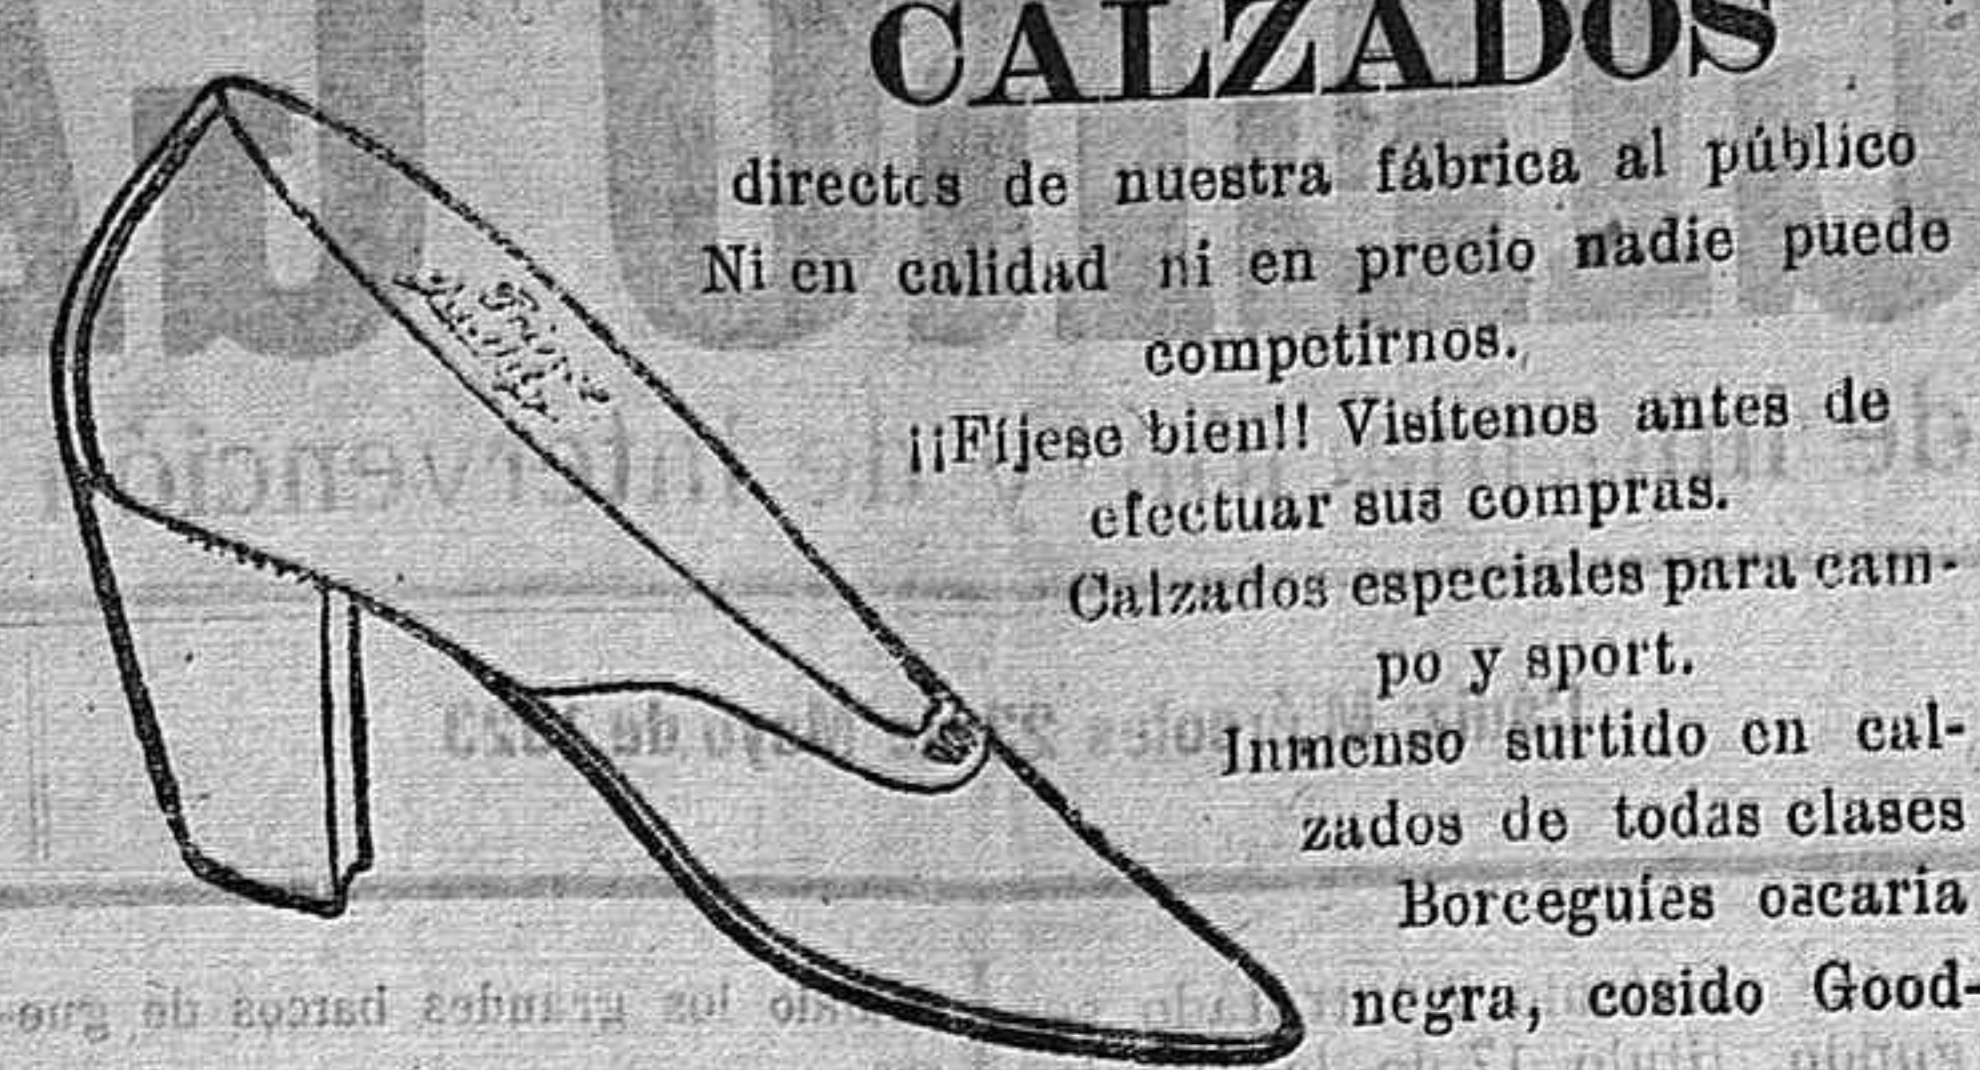 CALZADOS
directos de nuestra fábrica al público
Ni en calidad ni en precio nadie puede
competirnos.
¡¡Fíjese bien!! Visítenos antes de
efectuar sus compras.
Calzados especiales para cam-
po y sport.
Inmenso surtido en cal-
zados de todas clases
Borceguíes oscaria
negra, cosido Good-